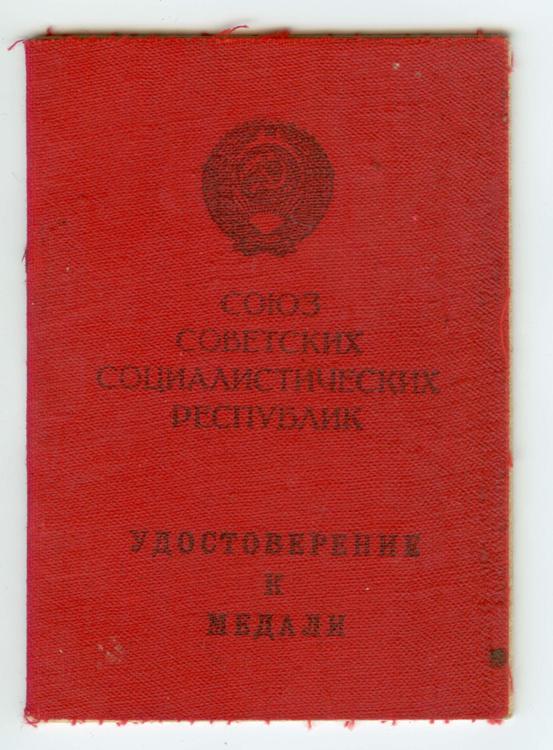 СОЮЗ
СОВЕТСКИХ
СОЦИАЛИСТИЧЕСКИХ
РЕСПУБЛИК
УДОСТОВЕРЕНИЕ
К
МЕДАЛИ